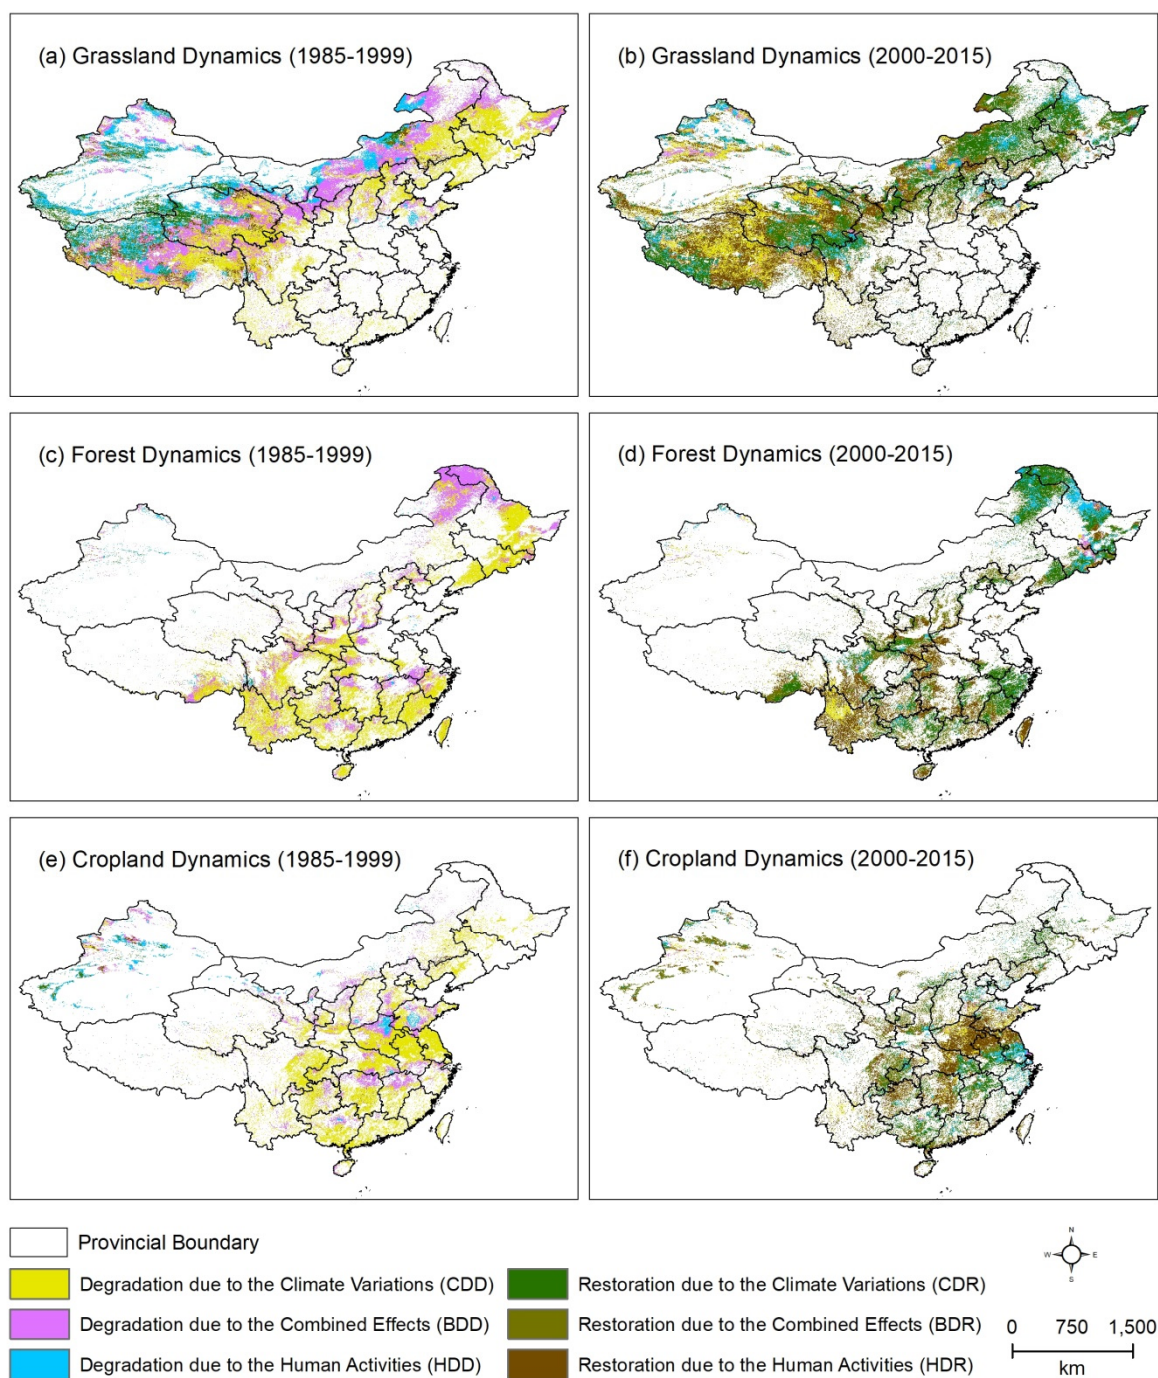 (a) Grassland Dynamics (1985-1999)
(b) Grassland Dynamics (2000-2015)
(c) Forest Dynamics (1985-1999)
(d) Forest Dynamics (2000-2015)
(e) Cropland Dynamics (1985-1999)
(f) Cropland Dynamics (2000-2015)
Provincial Boundary
Degradation due to the Climate Variations (CDD)
Degradation due to the Combined Effects (BDD)
Degradation due to the Human Activities (HDD)
Restoration due to the Climate Variations (CDR)
Restoration due to the Combined Effects (BDR)
Restoration due to the Human Activities (HDR)
N
W E
S
0 750 1,500
km